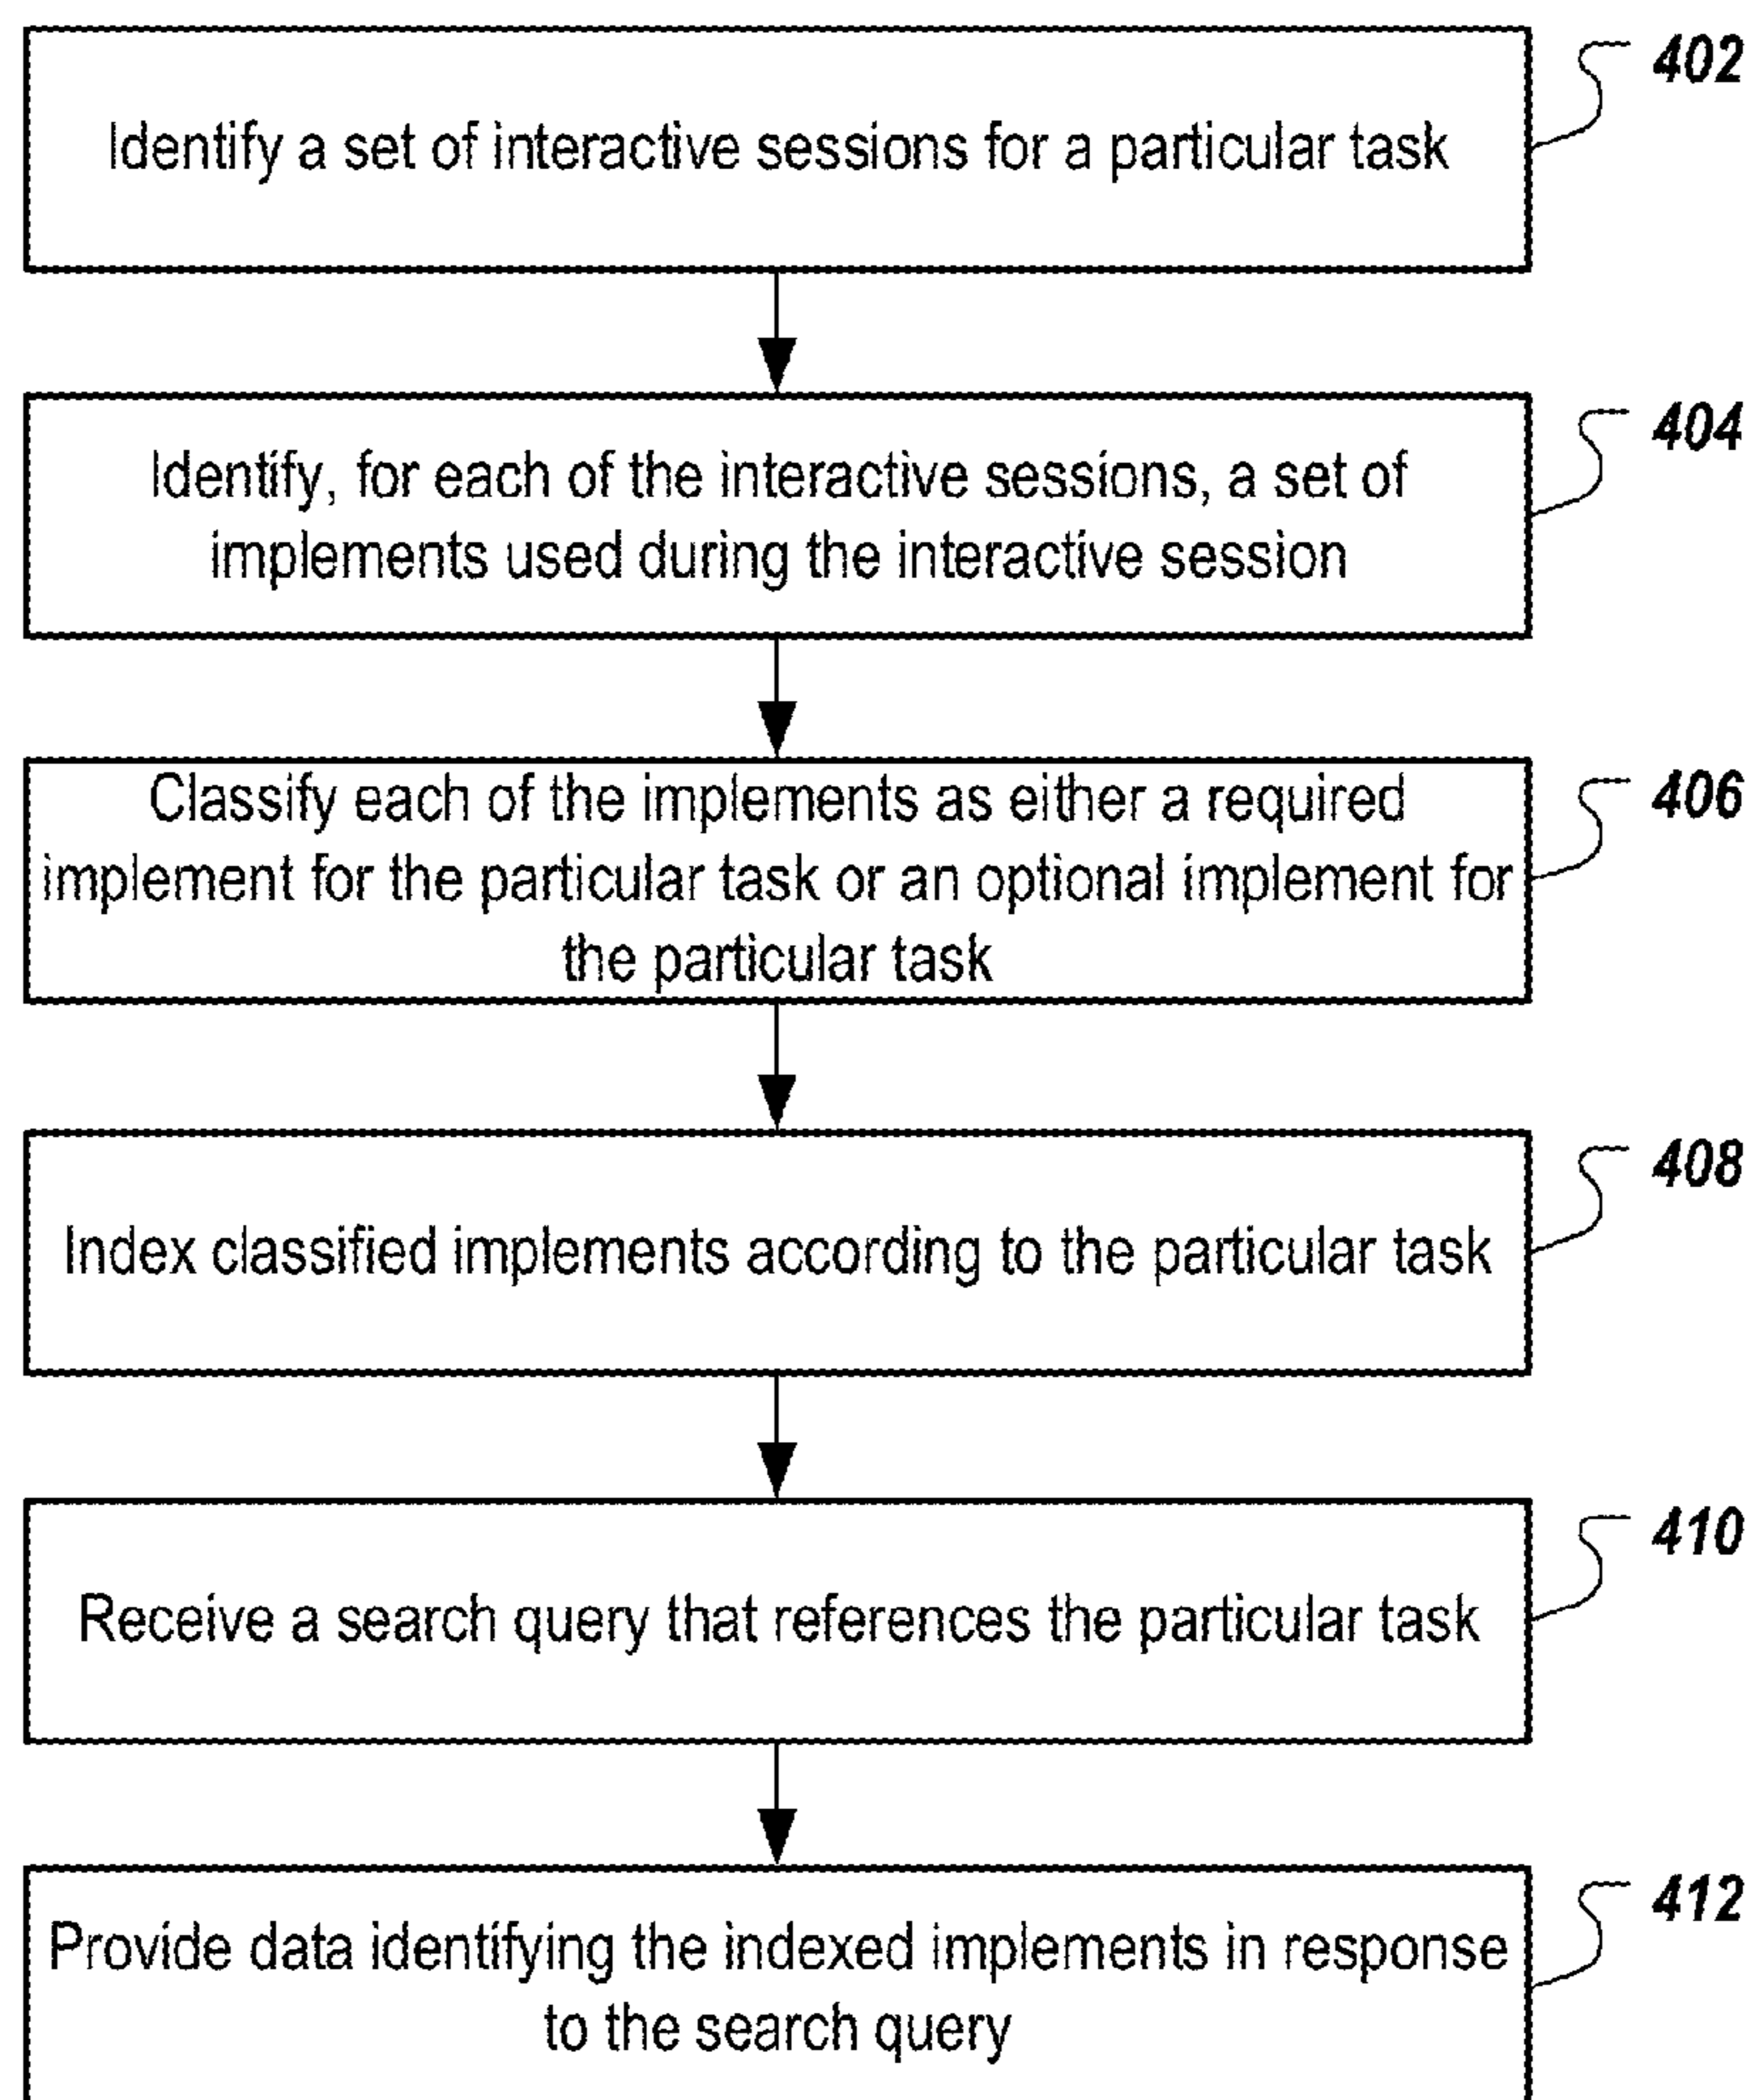 402
Identify a set of interactive sessions for a particular task
404
Identify, for each of the interactive sessions, a set of
implements used during the interactive session
406
Classify each of the implements as either a required
implement for the particular task or an optional implement for
the particular task
408
Index classified implements according to the particular task
410
Receive a search query that references the particular task
412
Provide data identifying the indexed implements in response
to the search query